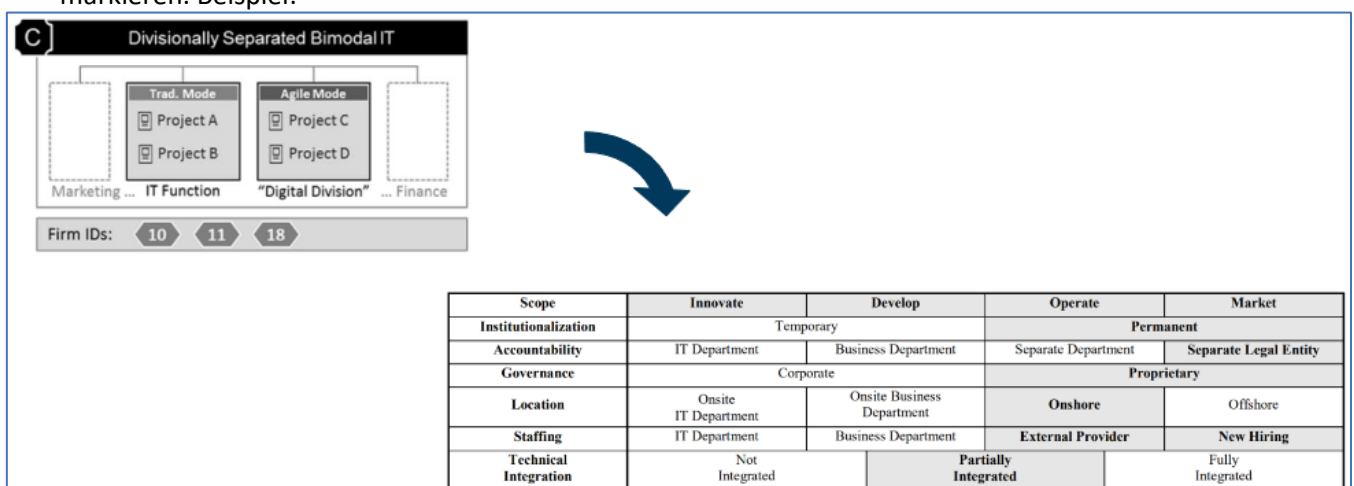 markieren. Beispiel:
C Divisionally Separated Bimodal IT
Trad. Mode Agile Mode
Project A Project C
Project B Project D
Marketing ... IT Function "Digital Division" ... Finance
Firm IDs: 10 11 18
Scope Innovate Develop Operate Market
Institutionalization Temporary Permanent
Accountability IT Department Business Department Separate Department Separate Legal Entity
Governance Corporate Proprietary
Location Onsite IT Department Onsite Business Department Onshore Offshore
Staffing IT Department Business Department External Provider New Hiring
Technical Integration Not Integrated Partially Integrated Fully Integrated